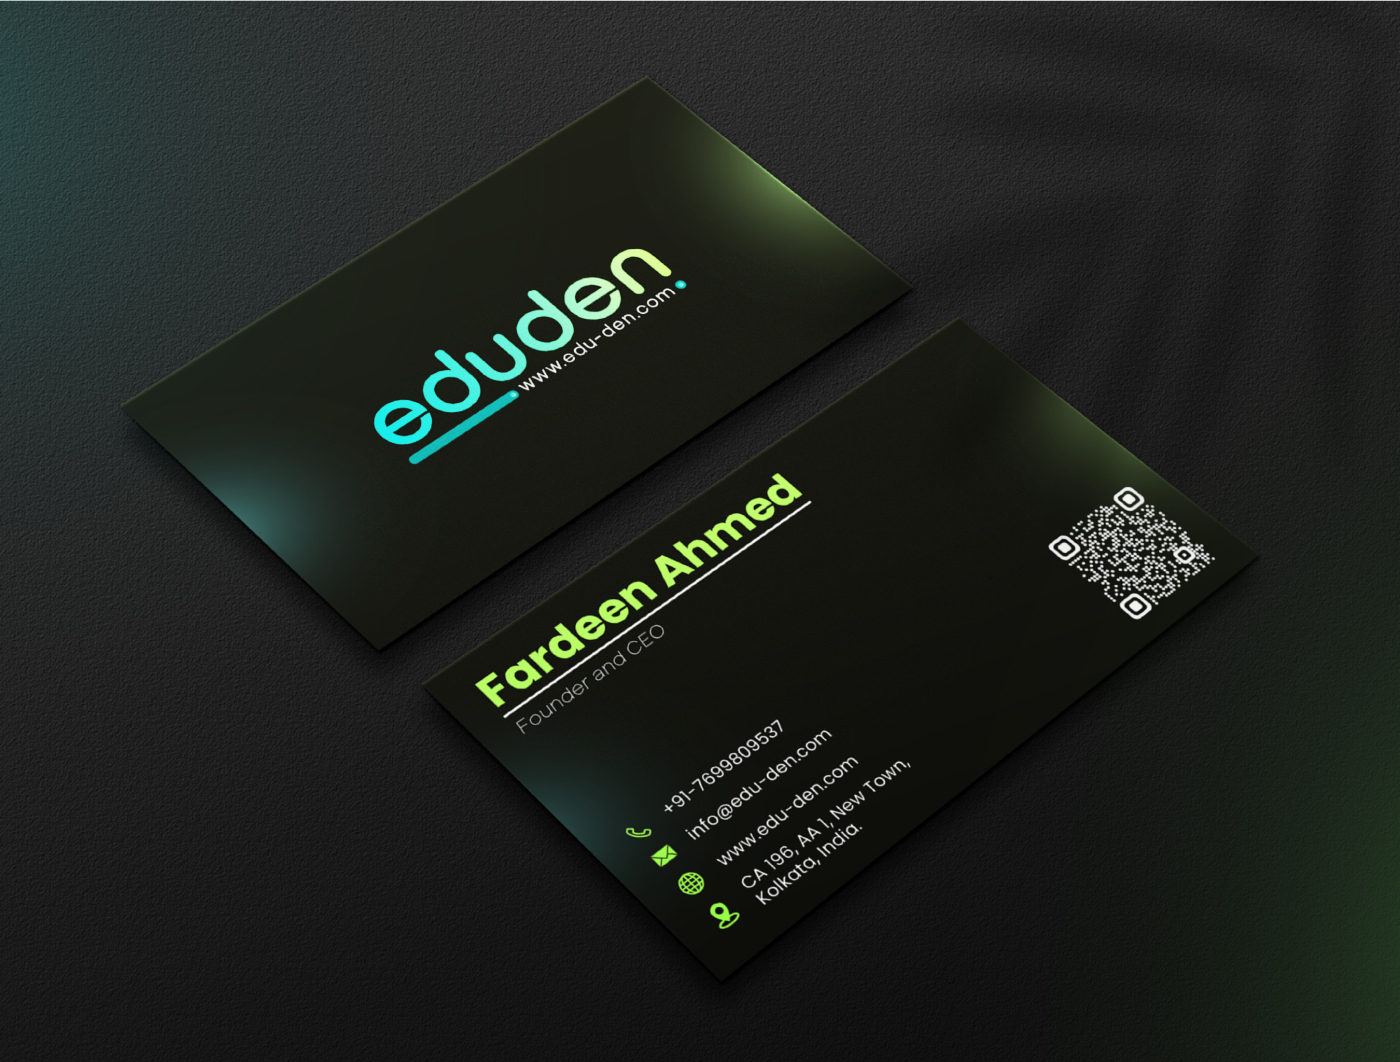 eduden
www.edu-den.com
Fardeen Ahmed
Founder and CEO
+91-7699809537
info@edu-den.com
www.edu-den.com
CA 196, AA 1, New Town,
Kolkata, India.